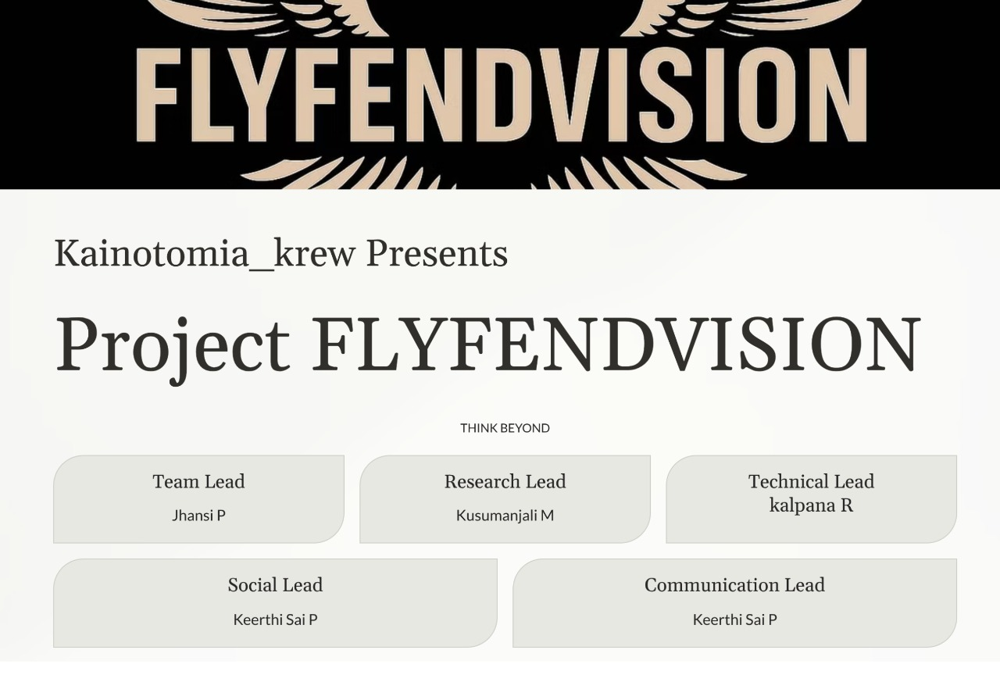 FLYFENDVISION
Kainotomia_krew Presents
Project FLYFENDVISION
THINK BEYOND
Team Lead
Jhansi P
Research Lead
Kusumanjali M
Technical Lead
kalpana R
Social Lead
Keerthi Sai P
Communication Lead
Keerthi Sai P